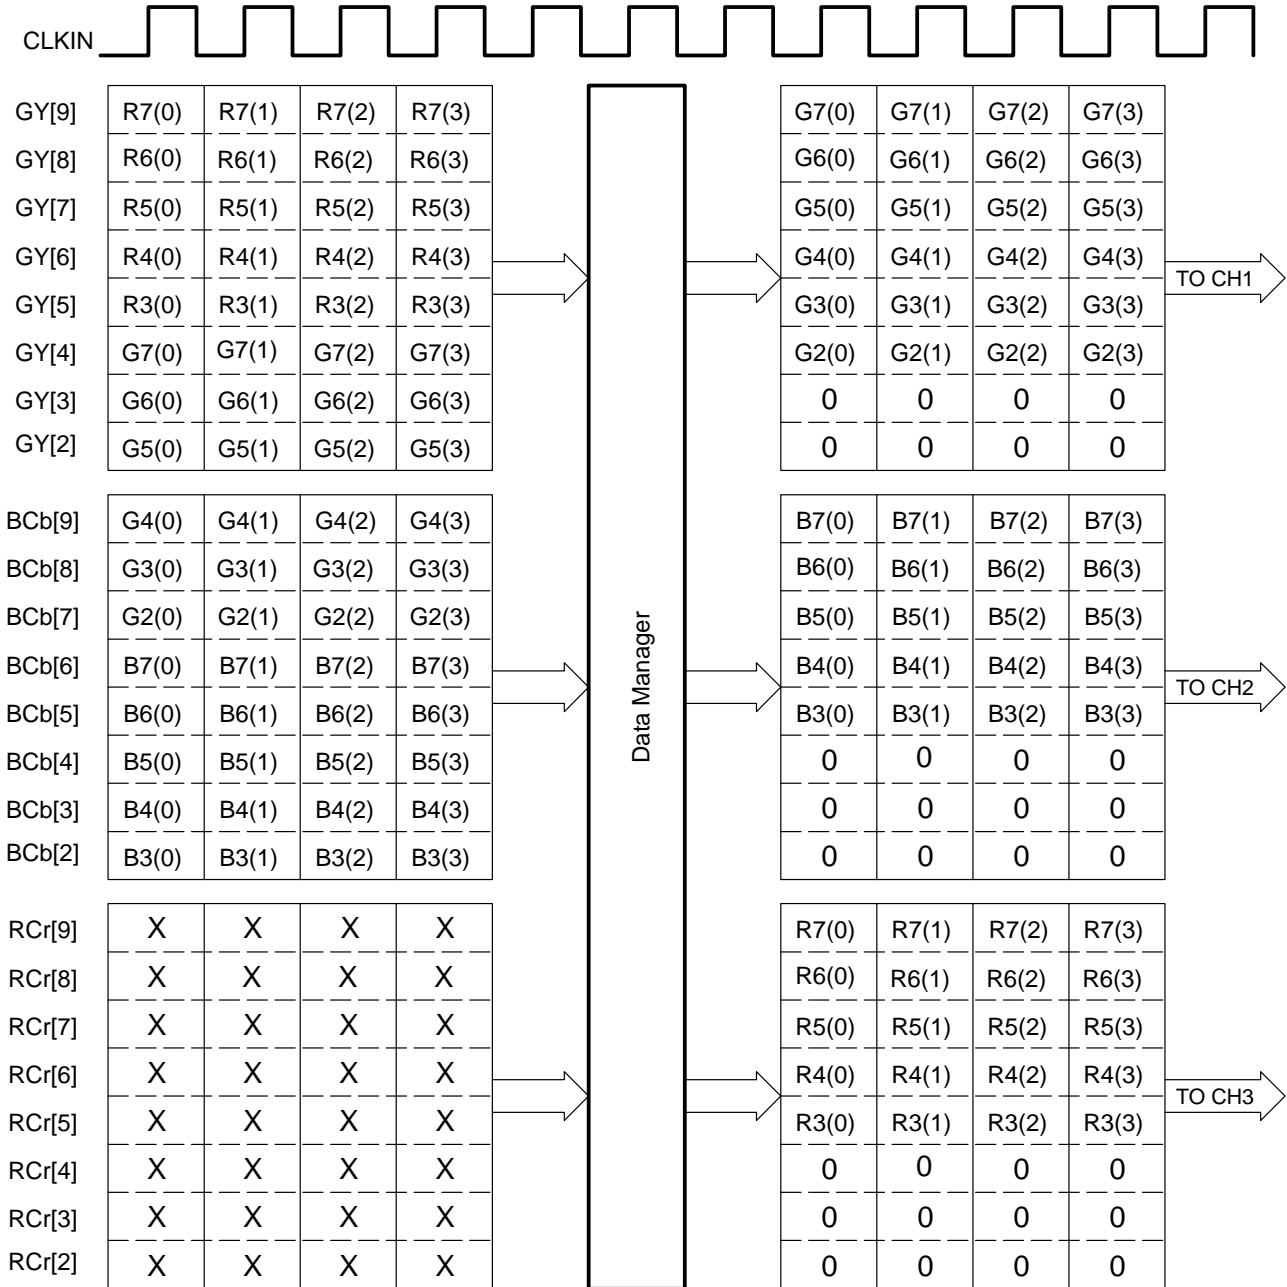 CLKIN
GY[9] R7(0) R7(1) R7(2) R7(3) G7(0) G7(1) G7(2) G7(3)
GY[8] R6(0) R6(1) R6(2) R6(3) G6(0) G6(1) G6(2) G6(3)
GY[7] R5(0) R5(1) R5(2) R5(3) G5(0) G5(1) G5(2) G5(3)
GY[6] R4(0) R4(1) R4(2) R4(3) G4(0) G4(1) G4(2) G4(3)
TO CH1
GY[5] R3(0) R3(1) R3(2) R3(3) G3(0) G3(1) G3(2) G3(3)
GY[4] G7(0) G7(1) G7(2) G7(3) G2(0) G2(1) G2(2) G2(3)
GY[3] G6(0) G6(1) G6(2) G6(3) 0 0 0 0
GY[2] G5(0) G5(1) G5(2) G5(3) 0 0 0 0
BCb[9] G4(0) G4(1) G4(2) G4(3) B7(0) B7(1) B7(2) B7(3)
BCb[8] G3(0) G3(1) G3(2) G3(3) B6(0) B6(1) B6(2) B6(3)
BCb[7] G2(0) G2(1) G2(2) G2(3) B5(0) B5(1) B5(2) B5(3)
Data Manager
BCb[6] B7(0) B7(1) B7(2) B7(3) B4(0) B4(1) B4(2) B4(3)
TO CH2
BCb[5] B6(0) B6(1) B6(2) B6(3) B3(0) B3(1) B3(2) B3(3)
BCb[4] B5(0) B5(1) B5(2) B5(3) 0 0 0 0
BCb[3] B4(0) B4(1) B4(2) B4(3) 0 0 0 0
BCb[2] B3(0) B3(1) B3(2) B3(3) 0 0 0 0
RCr[9] X X X X R7(0) R7(1) R7(2) R7(3)
RCr[8] X X X X R6(0) R6(1) R6(2) R6(3)
RCr[7] X X X X R5(0) R5(1) R5(2) R5(3)
RCr[6] X X X X R4(0) R4(1) R4(2) R4(3)
TO CH3
RCr[5] X X X X R3(0) R3(1) R3(2) R3(3)
RCr[4] X X X X 0 0 0 0
RCr[3] X X X X 0 0 0 0
RCr[2] X X X X 0 0 0 0